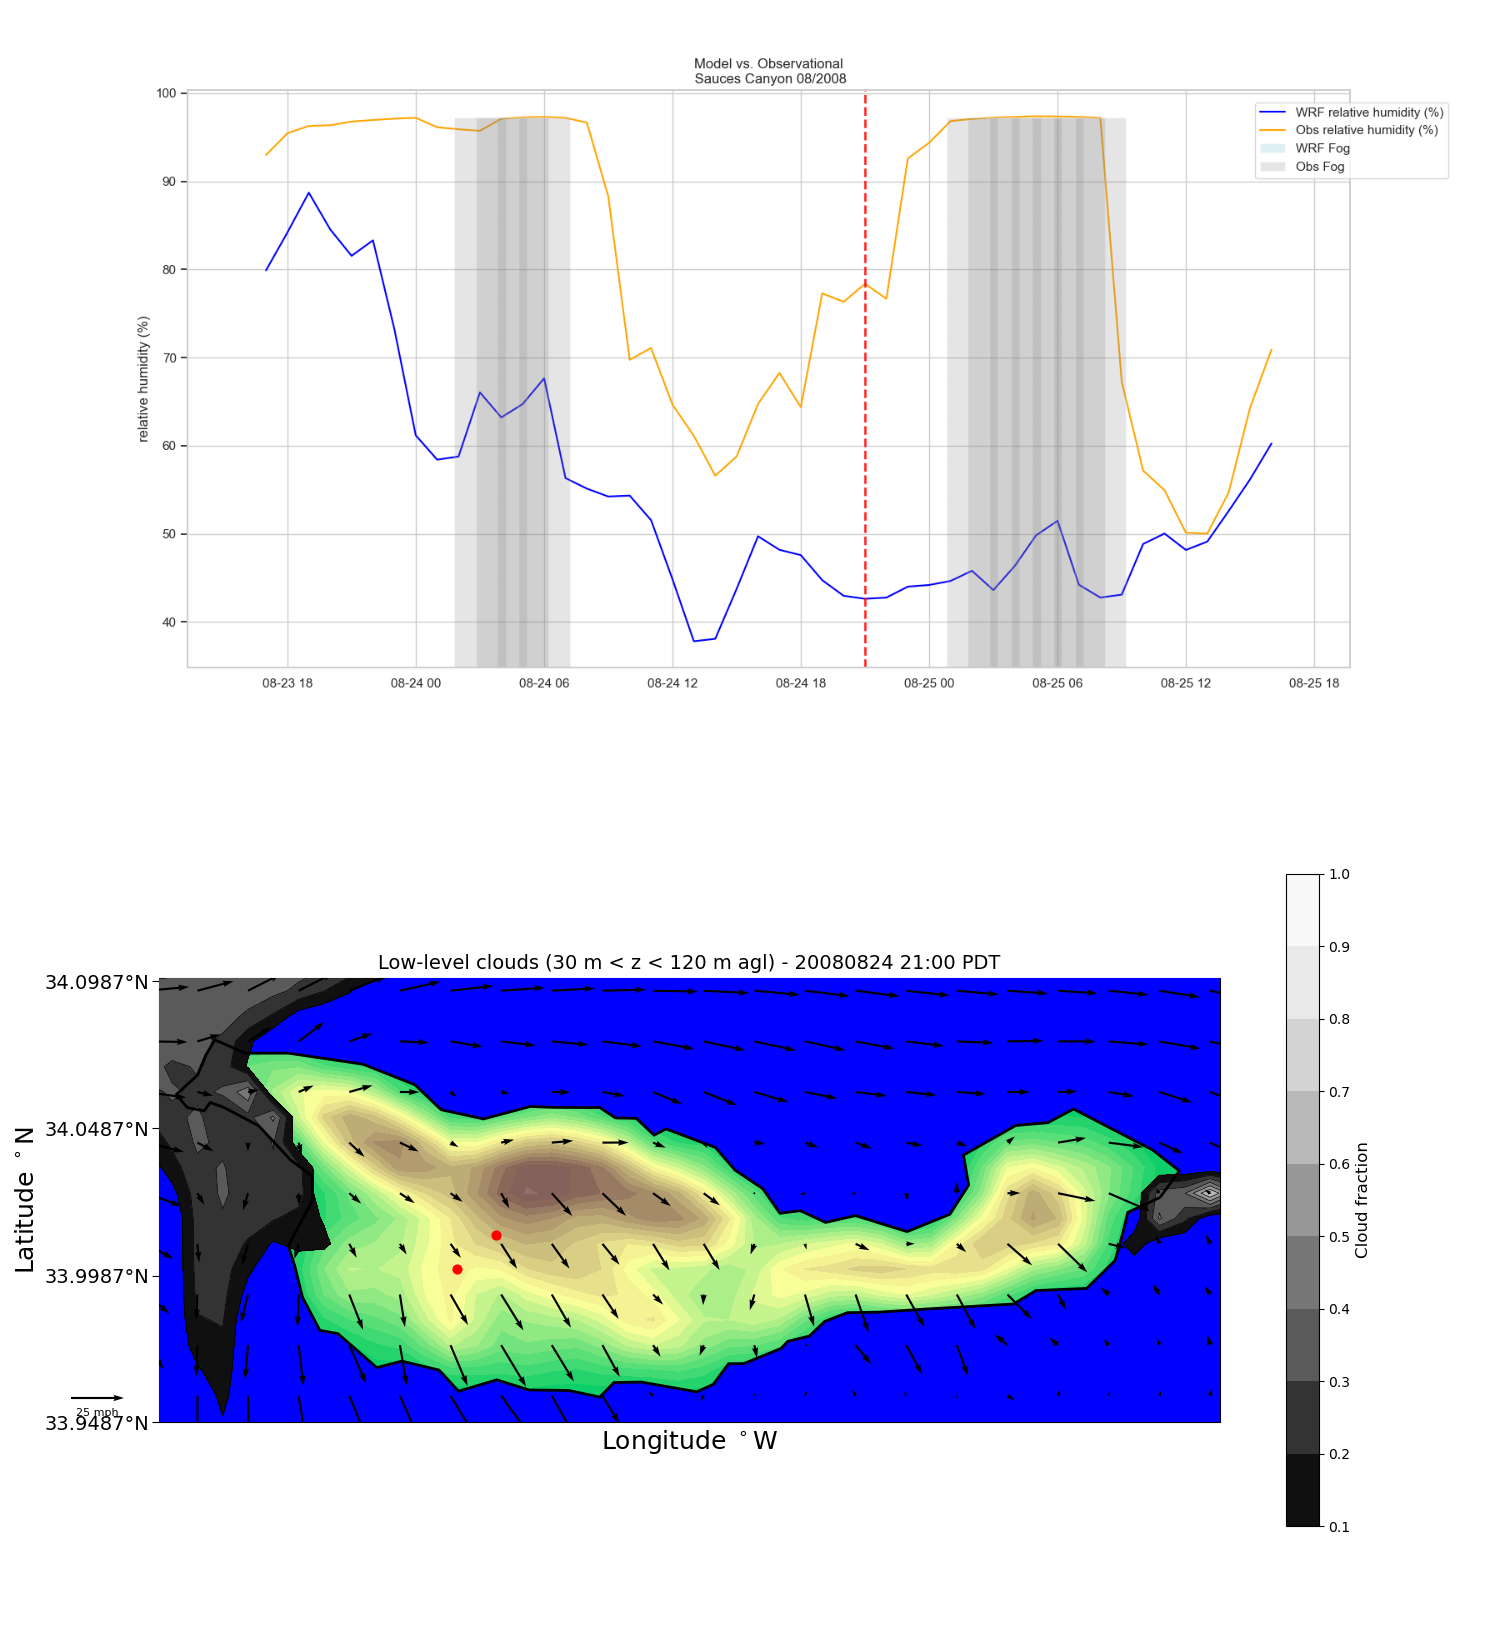 Model vs. Observational
Sauces Canyon 08/2008
100
90
80
70
60
50
40
relative humidity (%)
WRF relative humidity (%)
Obs relative humidity (%)
WRF Fog
Obs Fog
08-23 18
08-24 00
08-24 06
08-24 12
08-24 18
08-25 00
08-25 06
08-25 12
08-25 18
Low-level clouds (30 m < z < 120 m agl) - 20080824 21:00 PDT
34.0987°N
34.0487°N
33.9987°N
33.9487°N
Latitude °N
25 mph
Longitude °W
1.0
0.9
0.8
0.7
0.6
0.5
0.4
0.3
0.2
0.1
Cloud fraction